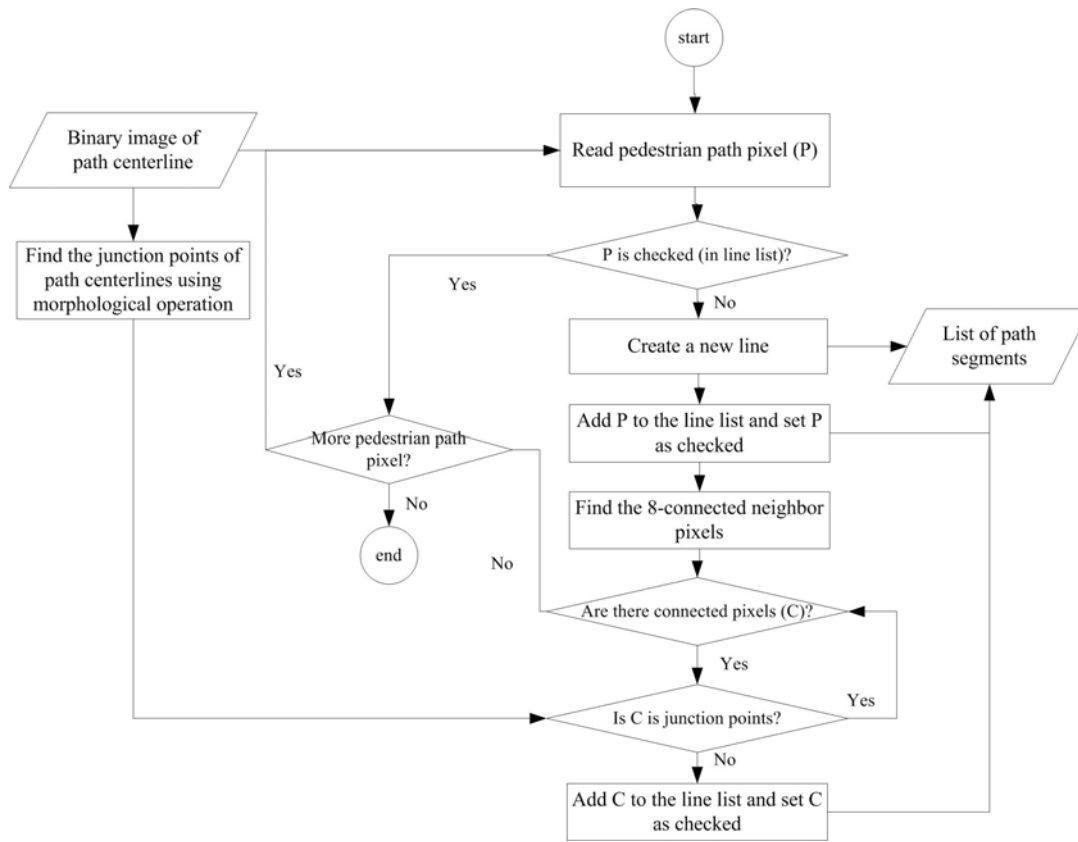 start
Binary image of
path centerline
Read pedestrian path pixel (P)
Find the junction points of
path centerlines using
morphological operation
P is checked (in line list)?
Yes
No
Create a new line
List of path
segments
Yes
Add P to the line list and set P
as checked
More pedestrian path
pixel?
No
Find the 8-connected neighbor
pixels
end
No
Are there connected pixels (C)?
Yes
Yes
Is C is junction points?
No
Add C to the line list and set C
as checked